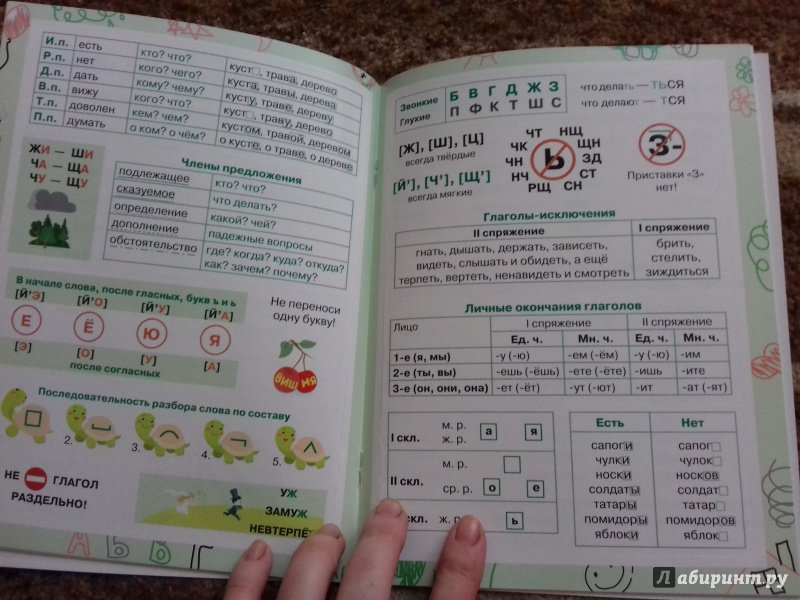 И.п. есть кто? что? куст□, трава, дерево
Р.п. нет кого? чего? куста, травы, дерева
Д.п. дать кому? чему? кусту, траве, дереву
В.п. вижу кого? что? куст□, траву, дерево
Т.п. доволен кем? чем? кустом, травой, деревом
П.п. думать о ком? о чём? о кусте, о траве, о дереве
ЖИ — ШИ
ЧА — ЩА
ЧУ — ЩУ
Члены предложения
подлежащее кто? что?
сказуемое что делать?
определение какой? чей?
дополнение падежные вопросы
обстоятельство где? когда? куда? откуда?
как? зачем? почему?
В начале слова, после гласных, букв ъ и ь
[Й'Э] [Й'О] [Й'У] [Й'А]
Е Ё Ю Я
[Э] [О] [У] [А]
после согласных
Не переноси
одну букву!
ВИШ НЯ
Последовательность разбора слова по составу
2. 3. 4. 5.
НЕ ГЛАГОЛ
РАЗДЕЛЬНО!
УЖ
ЗАМУЖ
НЕВТЕРПЁ
Звонкие Б В Г Д Ж З
Глухие П Ф К Т Ш С
что делать — ТЬСЯ
что делают — ТСЯ
[Ж], [Ш], [Ц]
всегда твёрдые
[Й'], [Ч'], [Щ']
всегда мягкие
ЧТ НЩ
ЧК ЩН
ЧН Ь ЗД
НЧ СТ
РЩ СН
З-
Приставки «З»
нет!
Глаголы-исключения
II спряжение I спряжение
гнать, дышать, держать, зависеть, брить,
видеть, слышать и обидеть, а ещё стелить,
терпеть, вертеть, ненавидеть и смотреть зиждиться
Личные окончания глаголов
Лицо I спряжение II спряжение
Ед. ч. Мн. ч. Ед. ч. Мн. ч.
1-е (я, мы) -у (-ю) -ем (-ём) -у (-ю) -им
2-е (ты, вы) -ешь (-ёшь) -ете (-ёте) -ишь -ите
3-е (он, они, она) -ет (-ёт) -ут (-ют) -ит -ат (-ят)
I скл. м. р. ж. р. а я
II скл. м. р. □
ср. р. о е
скл. ж. р. ь
Есть Нет
сапоги сапог□
чулки чулок□
носки носков
солдаты солдат□
татары татар□
помидоры помидоров
яблоки яблок□
А Б В Г
Лабиринт.ру